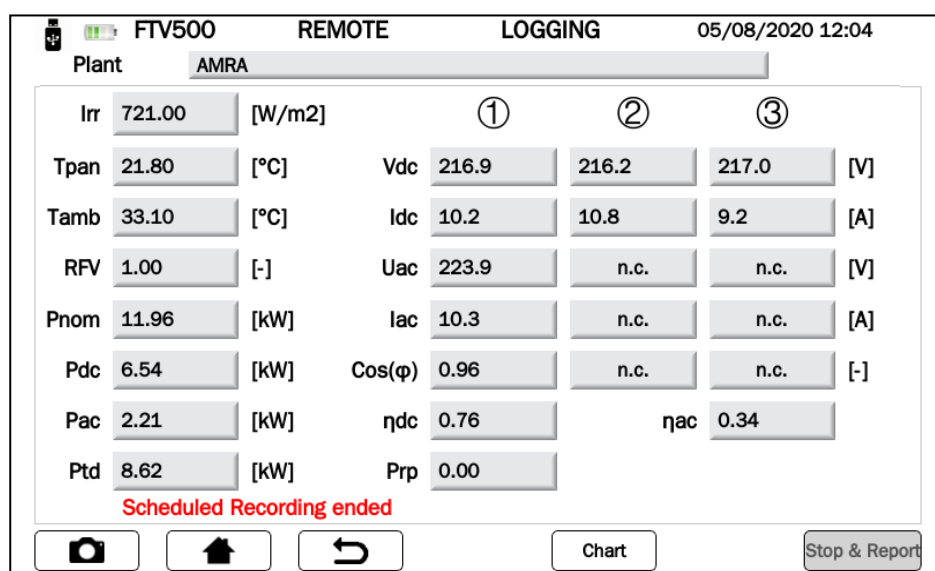 FTV500 REMOTE LOGGING 05/08/2020 12:04
Plant AMRA
Irr 721.00 [W/m2] ① ② ③
Tpan 21.80 [°C] Vdc 216.9 216.2 217.0 [V]
Tamb 33.10 [°C] Idc 10.2 10.8 9.2 [A]
RFV 1.00 [-] Uac 223.9 n.c. n.c. [V]
Pnom 11.96 [kW] Iac 10.3 n.c. n.c. [A]
Pdc 6.54 [kW] Cos(φ) 0.96 n.c. n.c. [-]
Pac 2.21 [kW] ηdc 0.76 ηac 0.34
Ptd 8.62 [kW] Prp 0.00
Scheduled Recording ended
Chart Stop & Report